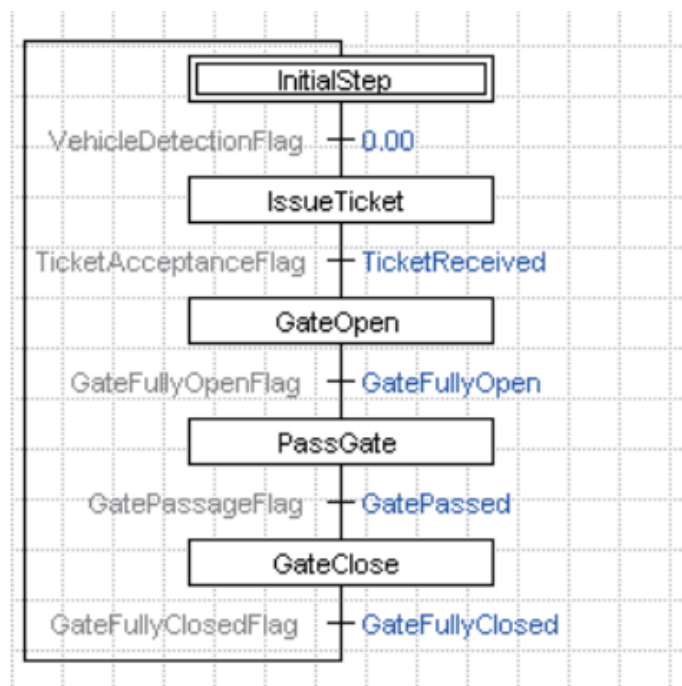 InitialStep
VehicleDetectionFlag 0.00
IssueTicket
TicketAcceptanceFlag TicketReceived
GateOpen
GateFullyOpenFlag GateFullyOpen
PassGate
GatePassageFlag GatePassed
GateClose
GateFullyClosedFlag GateFullyClosed